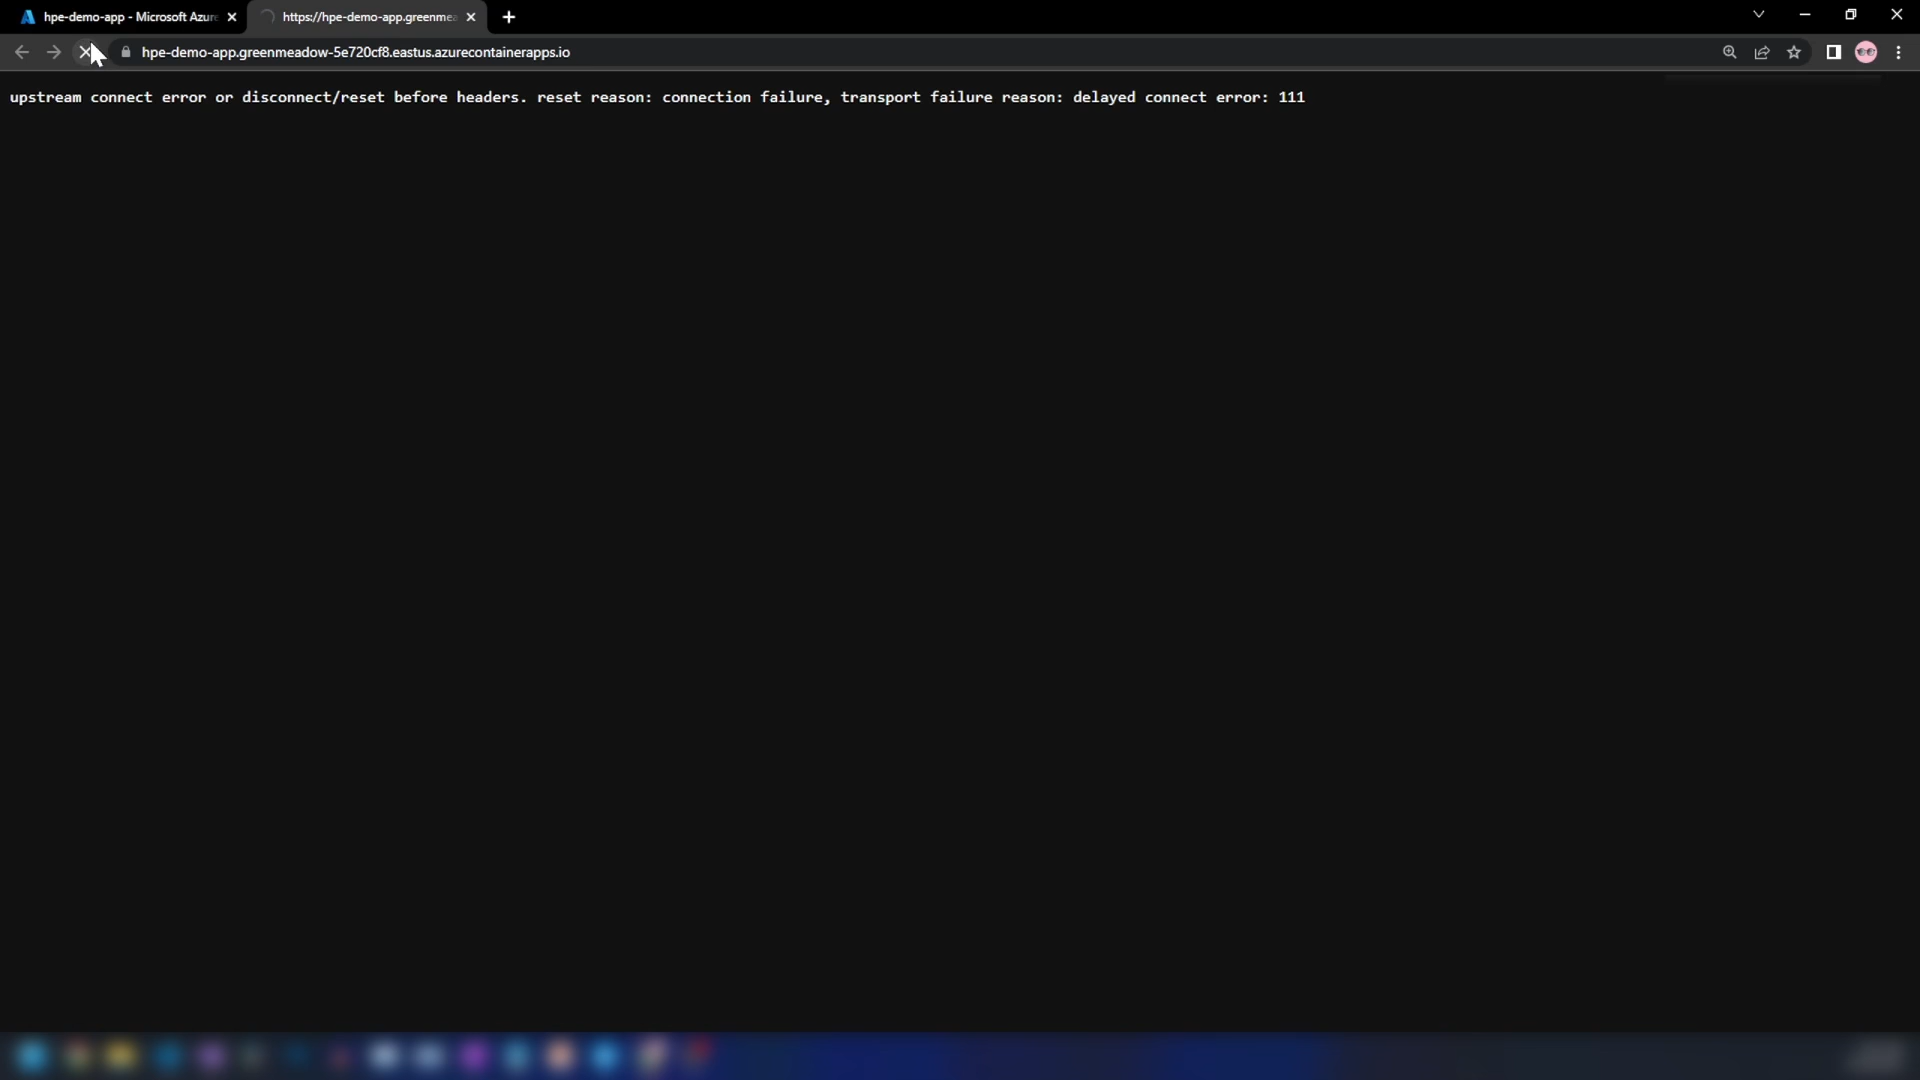 hpe-demo-app - Microsoft Azur
https://hpe-demo-app.greenme
hpe-demo-app.greenmeadow-5e720cf8.eastus.azurecontainerapps.io
upstream connect error or disconnect/reset before headers. reset reason: connection failure, transport failure reason: delayed connect error: 111